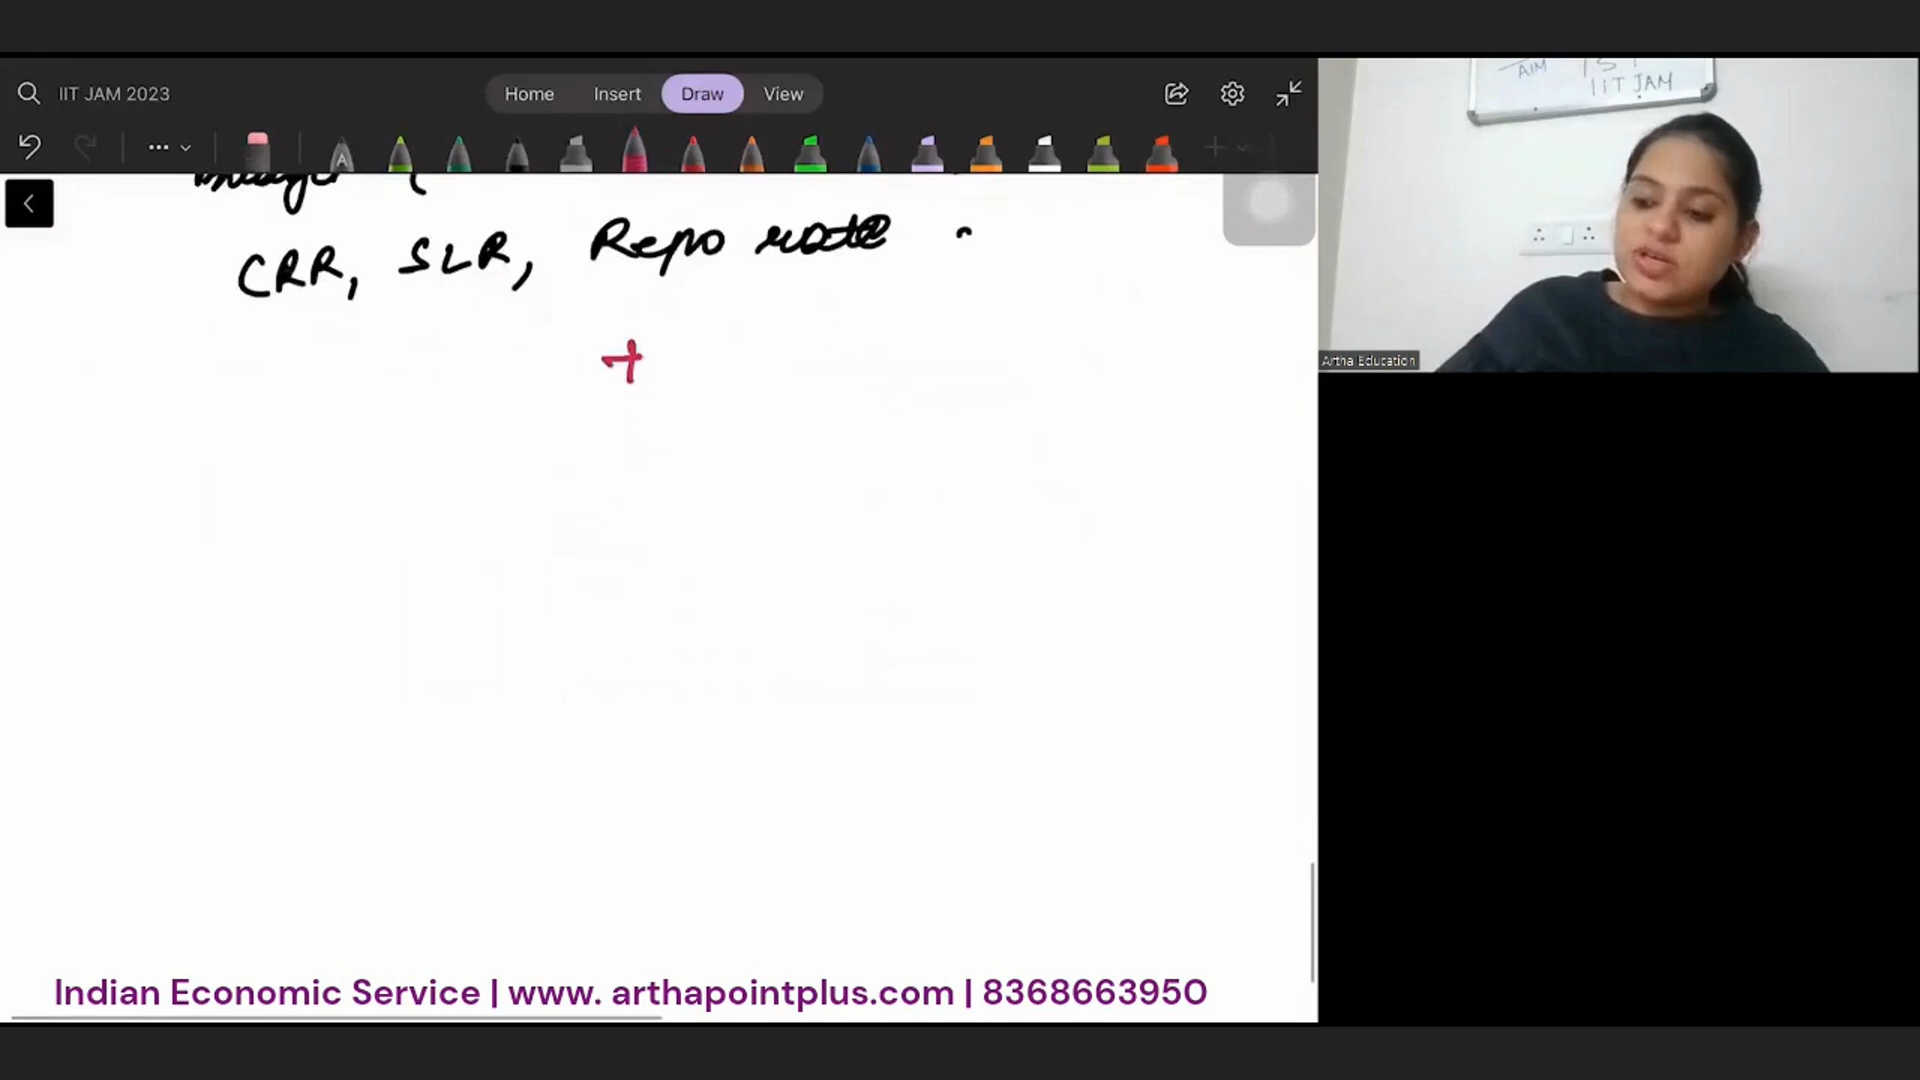 IIT JAM 2023
Home Insert Draw View
A
CRR, SLR, Repo rate
+
AIM IST
IIT JAM
Artha Education
Indian Economic Service | www. arthapointplus.com | 8368663950